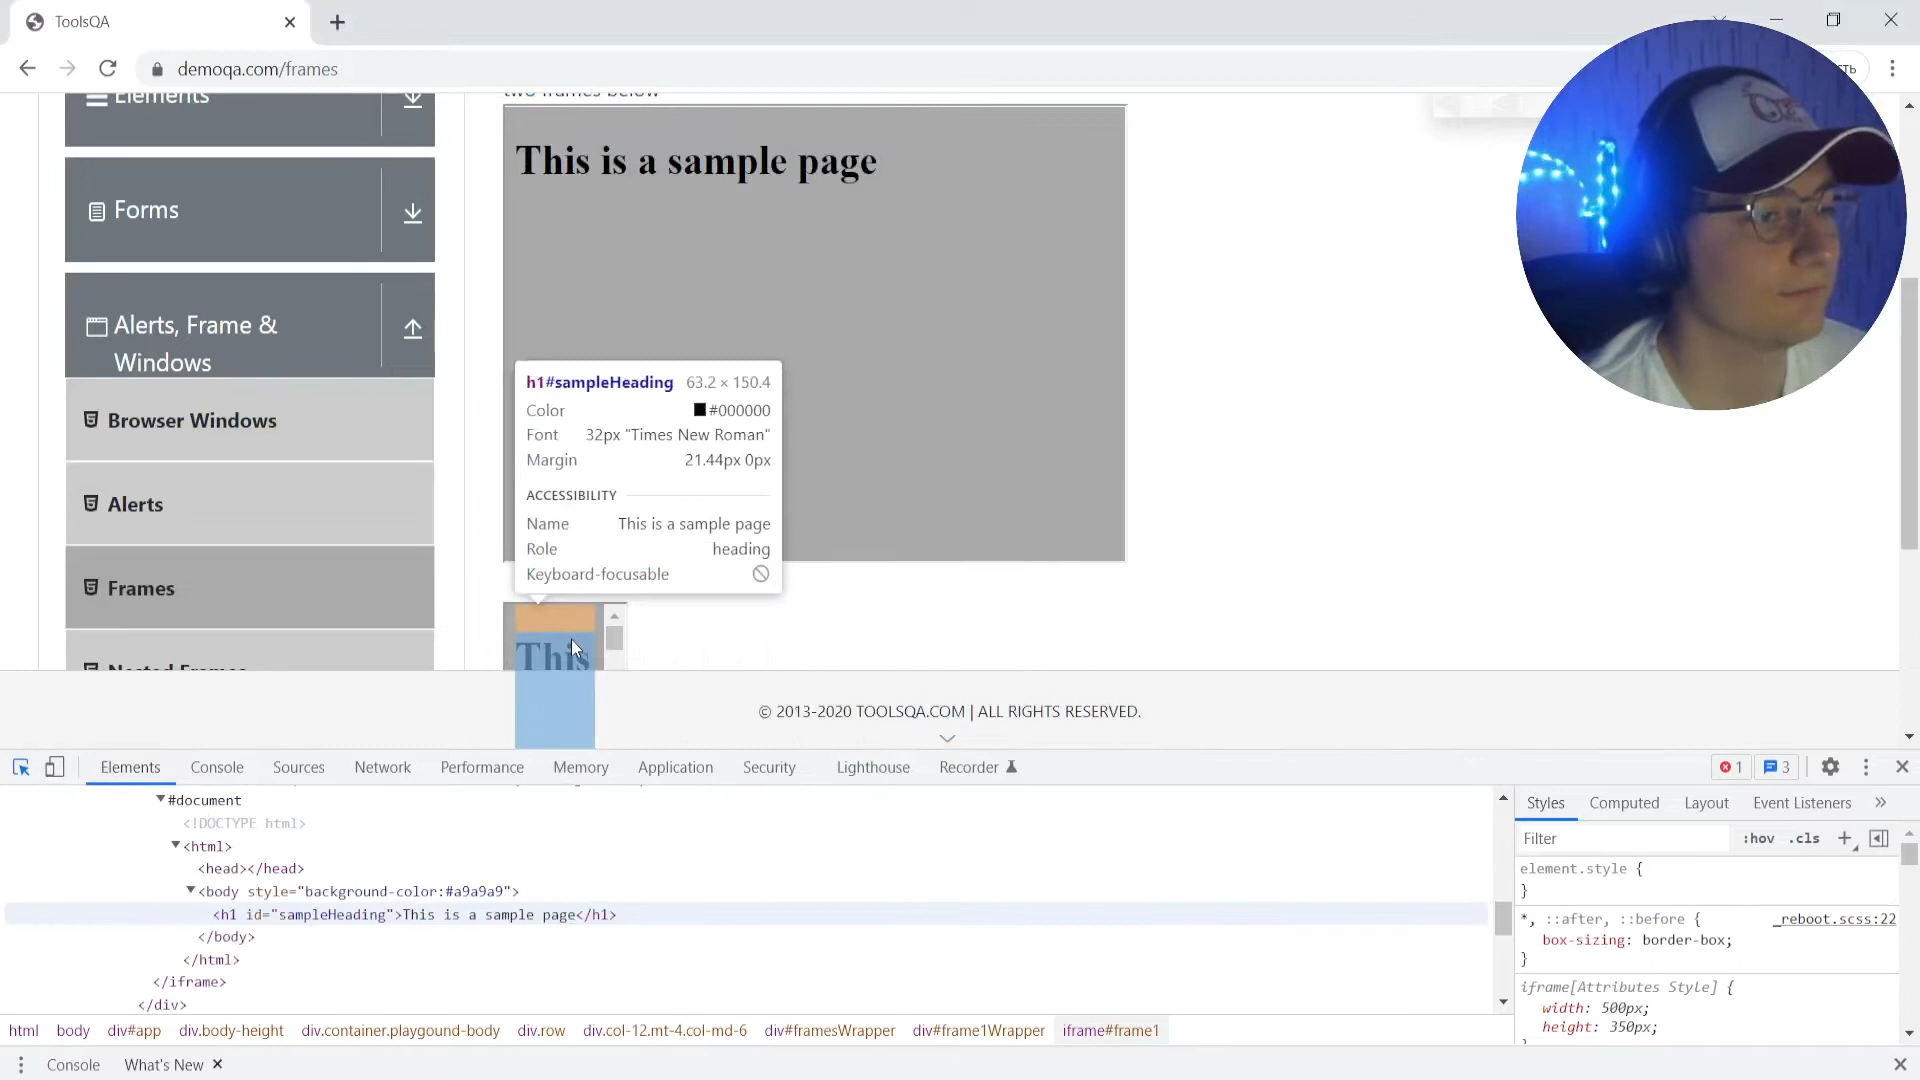 ToolsQA
demoqa.com/frames
сть
Elements
two frames below
This is a sample page
Forms
Alerts, Frame &
Windows
h1#sampleHeading 63.2 × 150.4
Color #000000
Font 32px "Times New Roman"
Margin 21.44px 0px
ACCESSIBILITY
Name This is a sample page
Role heading
Keyboard-focusable
Browser Windows
Alerts
Frames
Nested Frames
This
© 2013-2020 TOOLSQA.COM | ALL RIGHTS RESERVED.
Elements Console Sources Network Performance Memory Application Security Lighthouse Recorder 1 3
#document
<!DOCTYPE html>
<html>
<head></head>
<body style="background-color:#a9a9a9">
<h1 id="sampleHeading">This is a sample page</h1>
</body>
</html>
</iframe>
</div>
Styles Computed Layout Event Listeners »
Filter :hov .cls +
element.style {
}
*, ::after, ::before { _reboot.scss:22
box-sizing: border-box;
}
iframe[Attributes Style] {
width: 500px;
height: 350px;
html body div#app div.body-height div.container.playgound-body div.row div.col-12.mt-4.col-md-6 div#framesWrapper div#frame1Wrapper iframe#frame1
Console What's New